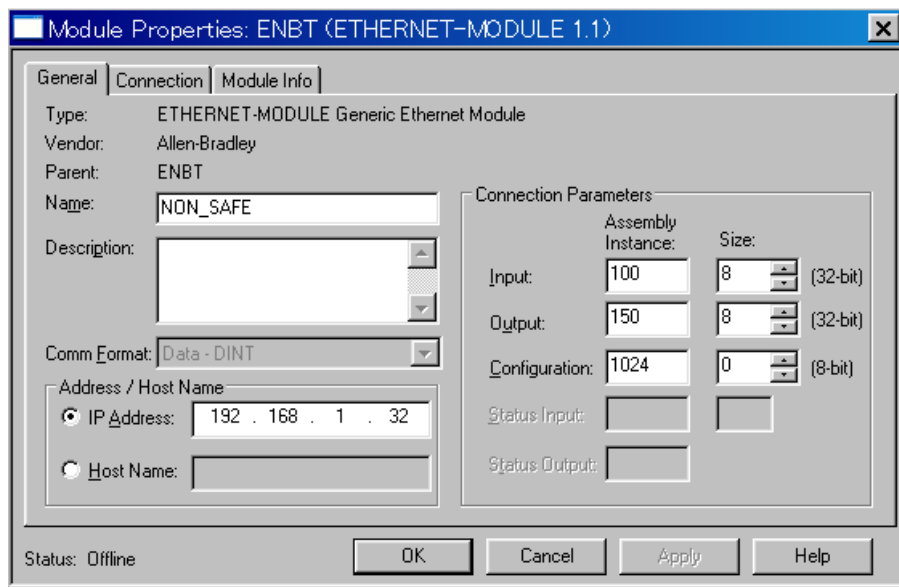 Module Properties: ENBT (ETHERNET-MODULE 1.1)
General
Connection
Module Info
Type: ETHERNET-MODULE Generic Ethernet Module
Vendor: Allen-Bradley
Parent: ENBT
Name: NON_SAFE
Description:
Comm Format: Data - DINT
Address / Host Name
IP Address: 192 . 168 . 1 . 32
Host Name:
Connection Parameters
Assembly
Instance: Size:
Input: 100 8 (32-bit)
Output: 150 8 (32-bit)
Configuration: 1024 0 (8-bit)
Status Input:
Status Output:
Status: Offline
OK
Cancel
Apply
Help